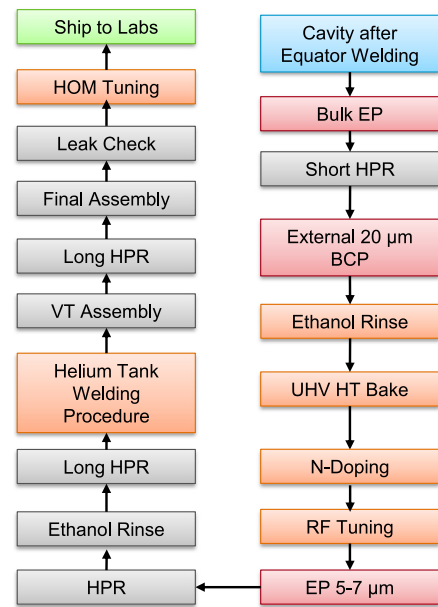 Ship to Labs
HOM Tuning
Leak Check
Final Assembly
Long HPR
VT Assembly
Helium Tank
Welding
Procedure
Long HPR
Ethanol Rinse
HPR
Cavity after
Equator Welding
Bulk EP
Short HPR
External 20 µm
BCP
Ethanol Rinse
UHV HT Bake
N-Doping
RF Tuning
EP 5-7 µm